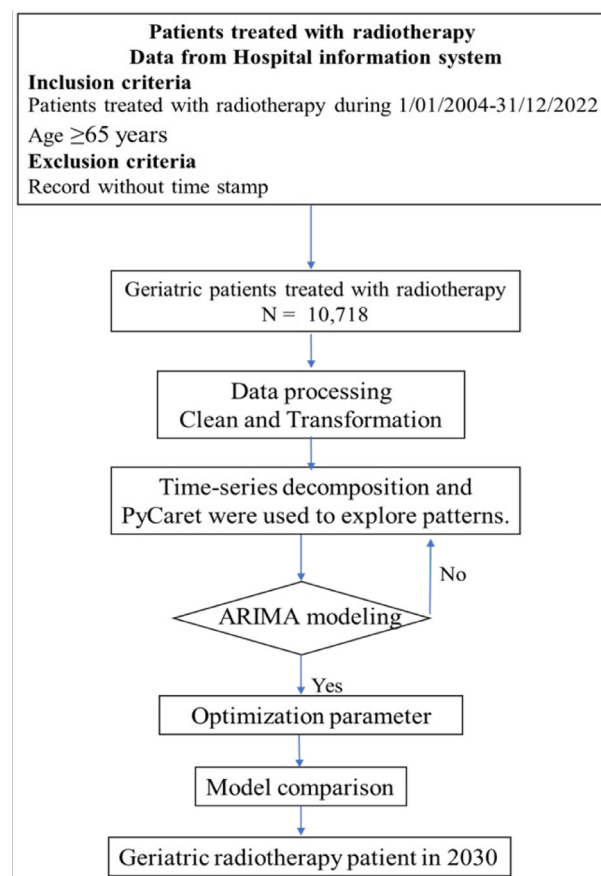 Patients treated with radiotherapy
Data from Hospital information system
Inclusion criteria
Patients treated with radiotherapy during 1/01/2004-31/12/2022
Age ≥65 years
Exclusion criteria
Record without time stamp
Geriatric patients treated with radiotherapy
N = 10,718
Data processing
Clean and Transformation
Time-series decomposition and
PyCaret were used to explore patterns.
No
ARIMA modeling
Yes
Optimization parameter
Model comparison
Geriatric radiotherapy patient in 2030